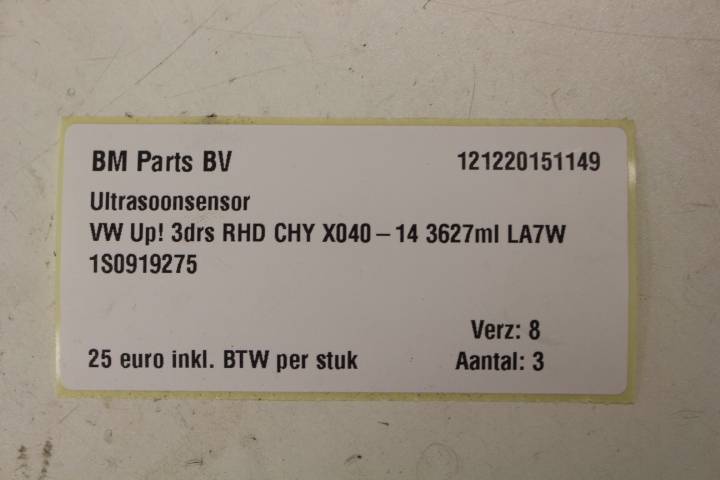 BM Parts BV 121220151149
Ultrasoonsensor
VW Up! 3drs RHD CHY X040 – 14 3627ml LA7W
1S0919275
Verz: 8
25 euro inkl. BTW per stuk Aantal: 3